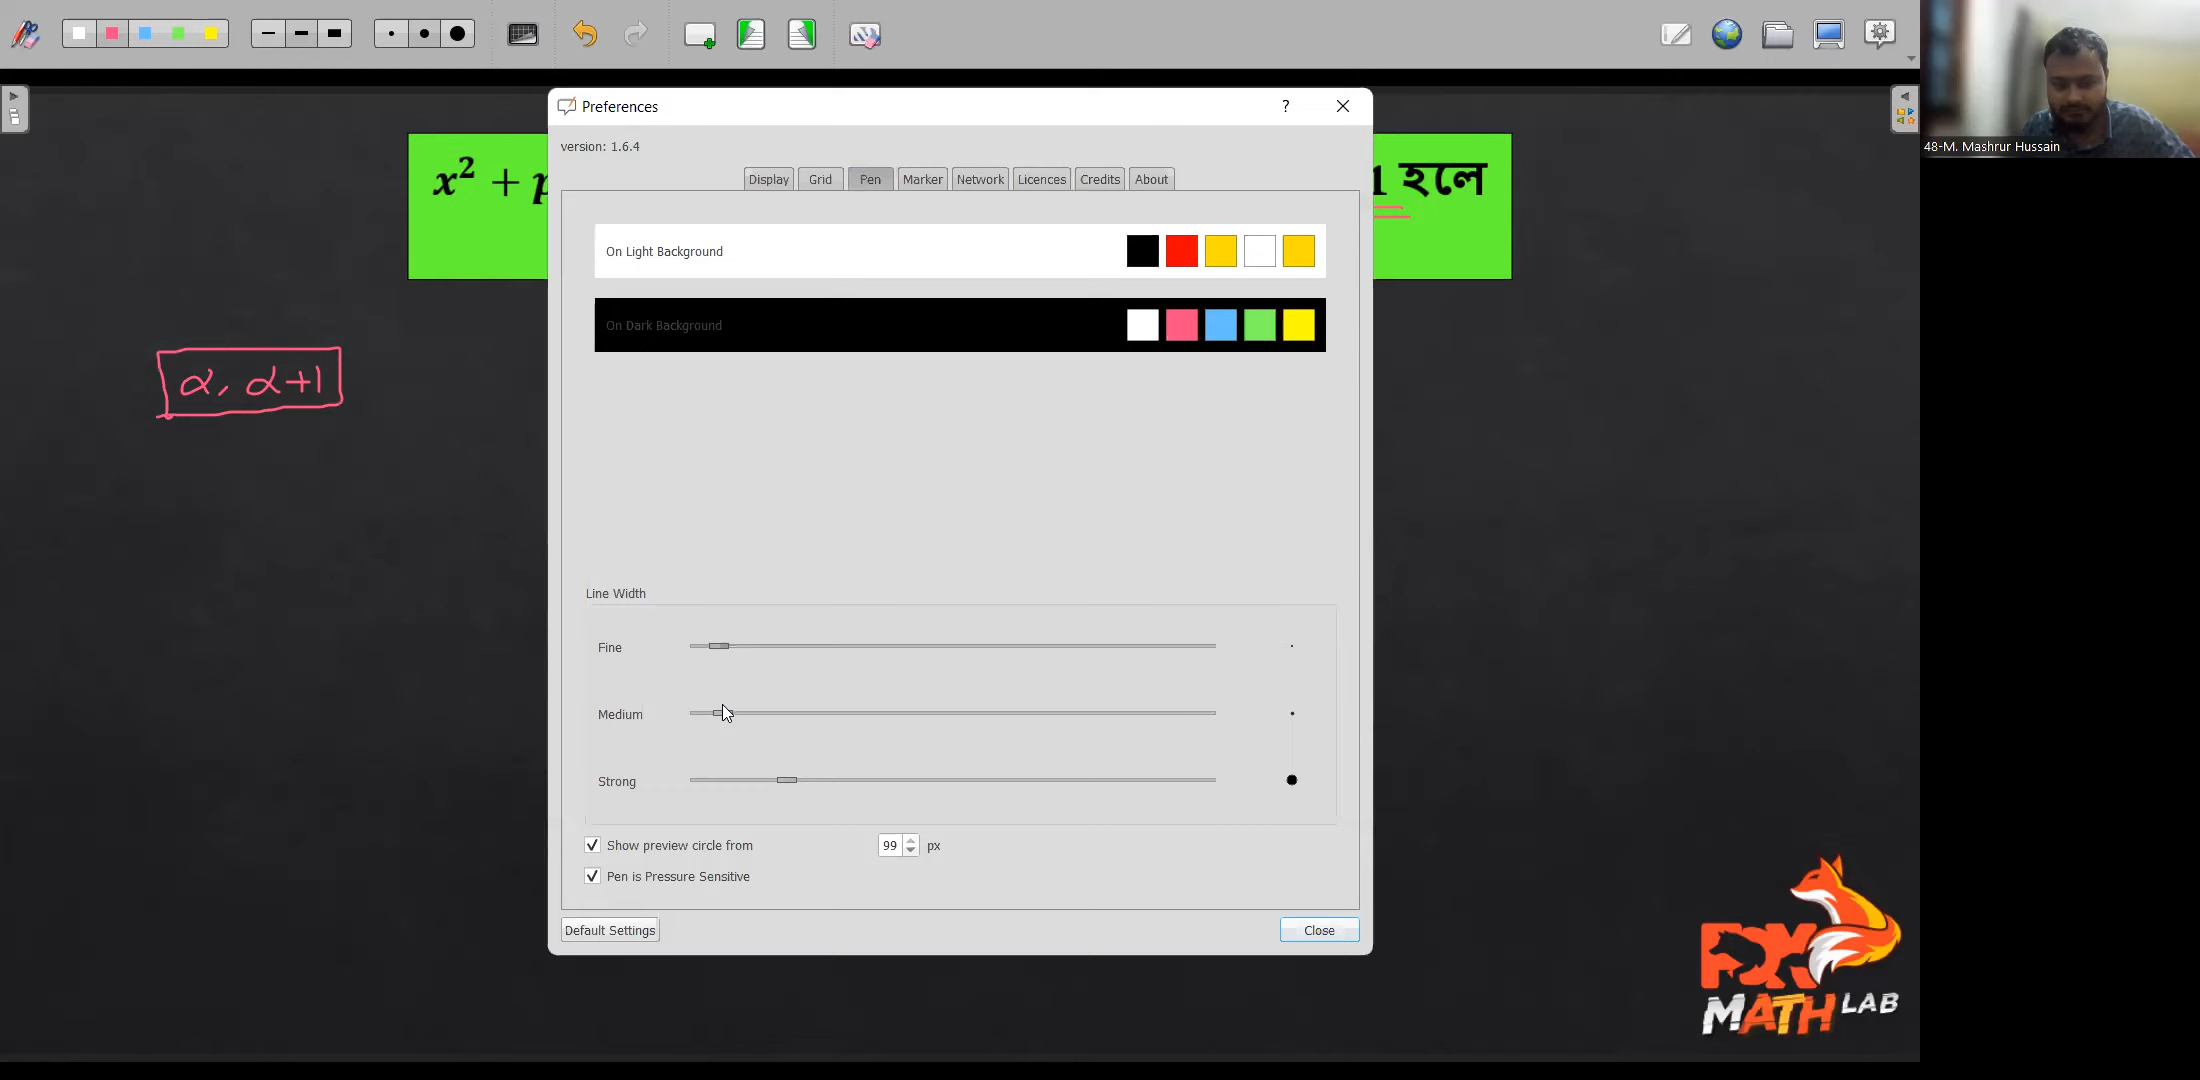 48-M. Mashrur Hussain
Preferences
?
version: 1.6.4
Display Grid Pen Marker Network Licences Credits About
x² + p
1 হলে
On Light Background
On Dark Background
α, α+1
Line Width
Fine
Medium
Strong
Show preview circle from 99 px
Pen is Pressure Sensitive
Default Settings Close
FOX
MATH LAB